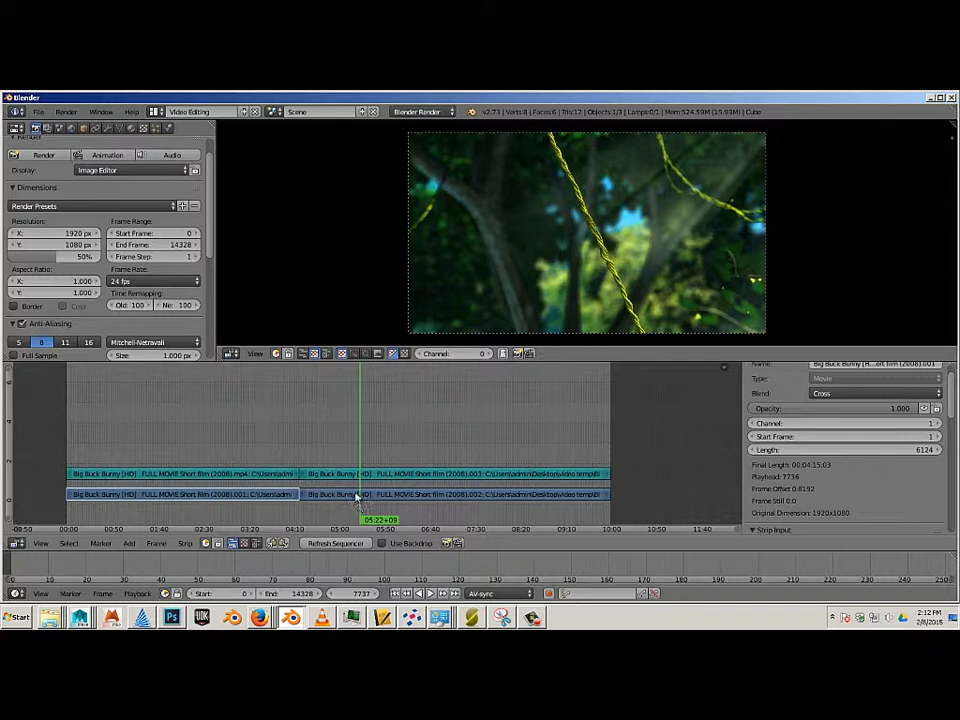 Blender
File Render Window Help Video Editing Scene Blender Render v2.73 | Verts:8 | Faces:6 | Tris:12 | Objects:1/3 | Lamps:0/1 | Mem:524.59M (15.93M) | Cube
Render
Render Animation Audio
Display: Image Editor
Dimensions
Render Presets
Resolution: Frame Range:
X: 1920 px Start Frame: 0
Y: 1080 px End Frame: 14328
50% Frame Step: 1
Aspect Ratio: Frame Rate:
X: 1.000 24 fps
Y: 1.000 Time Remapping:
Border Crop Old: 100 Ne: 100
Anti-Aliasing
5 8 11 16 Mitchell-Netravali
Full Sample Size: 1.000 px
View Channel: 0
Name: Big Buck Bunny [H...ort film (2008).001
Type: Movie
Blend: Cross
Opacity: 1.000
Channel: 1
Start Frame: 1
Length: 6124
Final Length: 00:04:15:03
Playhead: 7736
Frame Offset 0:8192
Frame Still 0:0
Original Dimension: 1920x1080
Strip Input
6
4
2
0
Big Buck Bunny [HD] FULL MOVIE Short film (2008).mp4: C:\Users\admi Big Buck Bunny [HD] FULL MOVIE Short film (2008).003: C:\Users\admin\Desktop\video temp\Bi
Big Buck Bunny [HD] FULL MOVIE Short film (2008).001: C:\Users\admi Big Buck Bunny [HD] FULL MOVIE Short film (2008).002: C:\Users\admin\Desktop\video temp\Bi
05:22+09
-00:50 00:00 00:50 01:40 02:30 03:20 04:10 05:00 05:50 06:40 07:30 08:20 09:10 10:00 10:50 11:40 12:30
View Select Marker Add Frame Strip Refresh Sequencer Use Backdrop
0 10 20 30 40 50 60 70 80 90 100 110 120 130 140 150 160 170 180 190 200 210 220 230 240 250
View Marker Frame Playback Start: 0 End: 14328 7737 AV-sync
Start Ps UDK
2:12 PM
2/8/2015